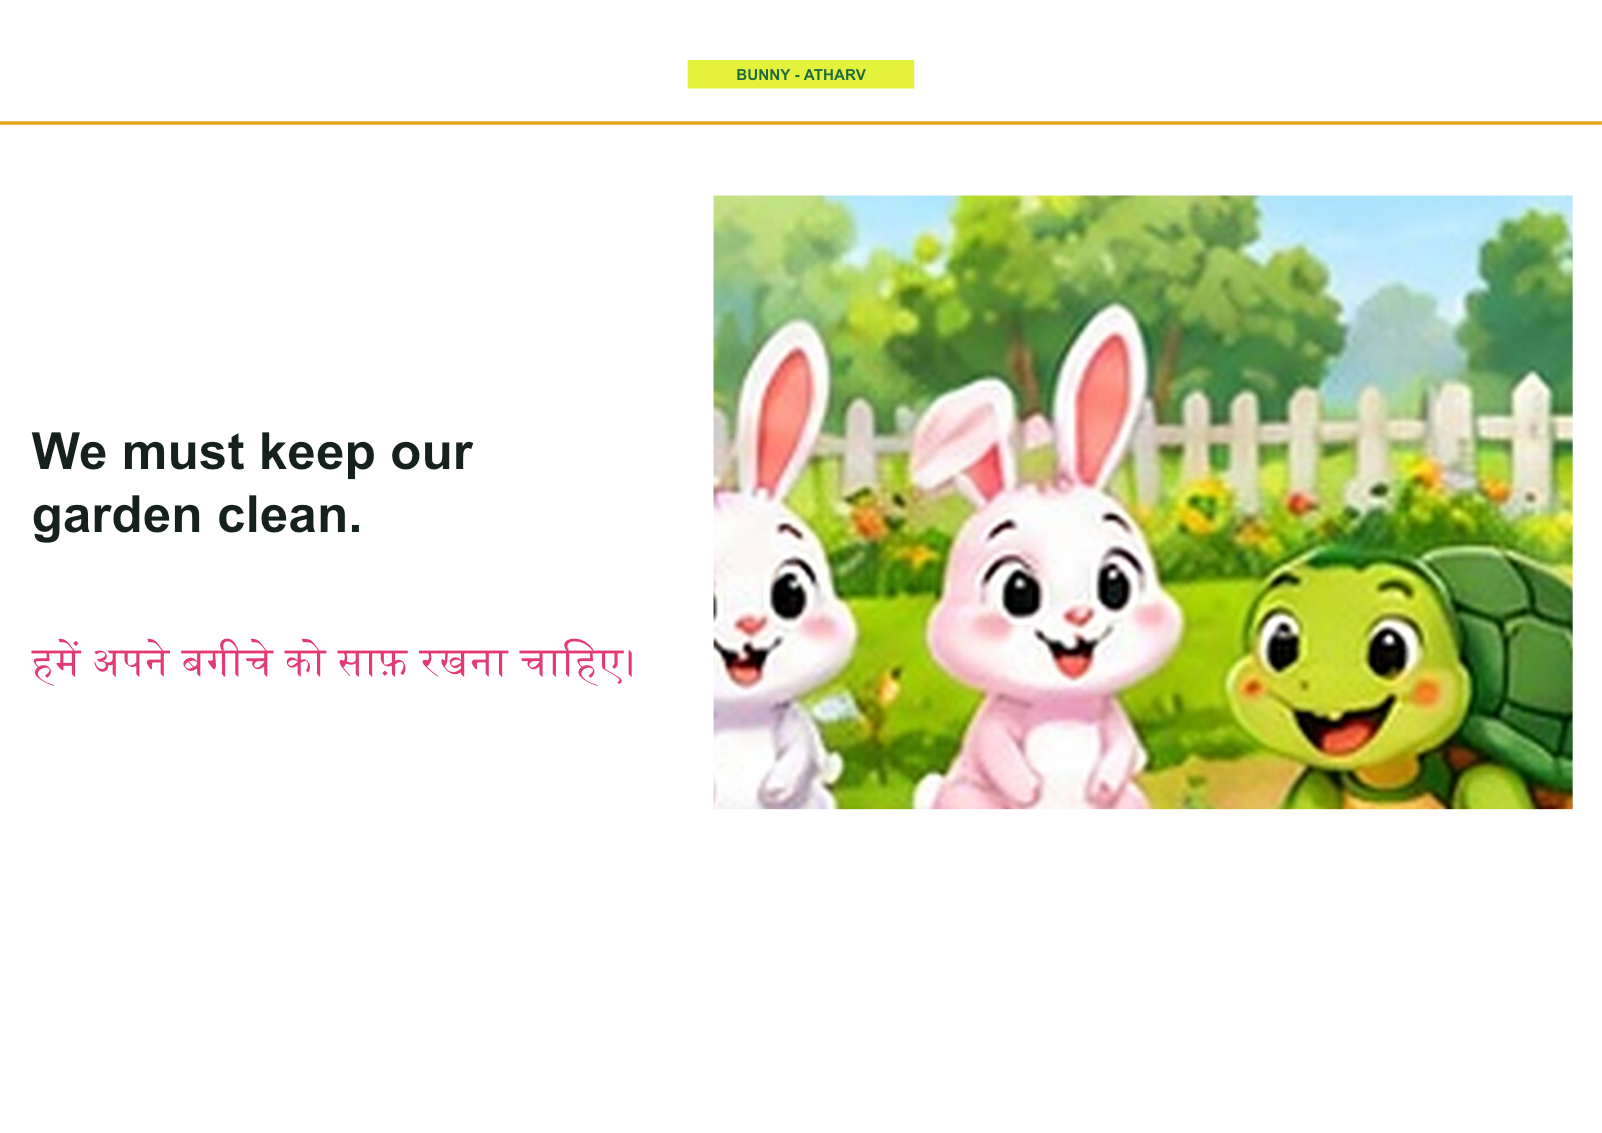 BUNNY - ATHARV
We must keep our
garden clean.
हमें अपने बगीचे को साफ़ रखना चाहिए।